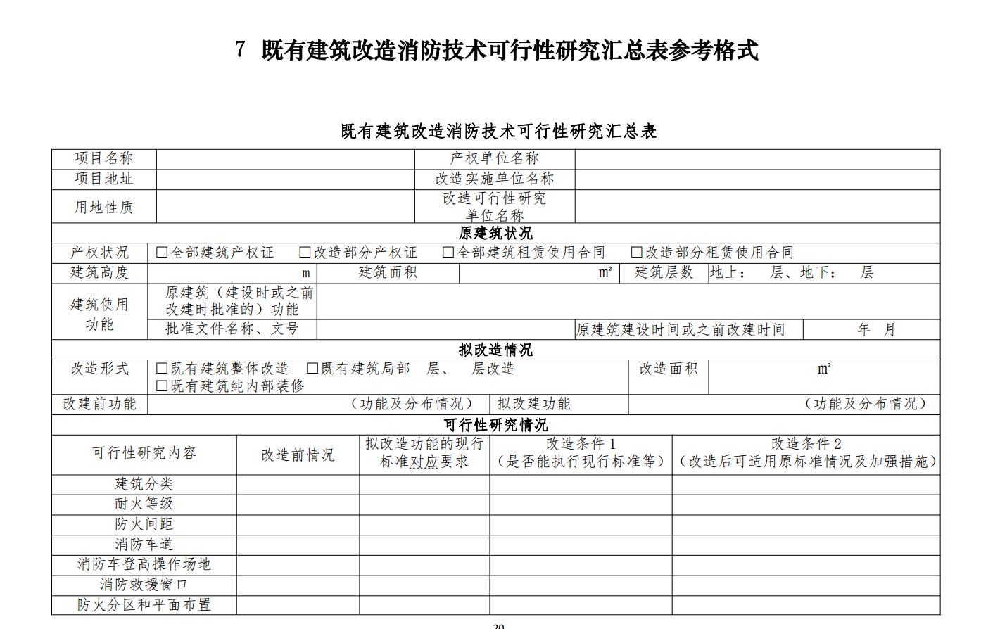 7 既有建筑改造消防技术可行性研究汇总表参考格式
既有建筑改造消防技术可行性研究汇总表
项目名称 产权单位名称
项目地址 改造实施单位名称
用地性质 改造可行性研究
单位名称
原建筑状况
产权状况 □全部建筑产权证 □改造部分产权证 □全部建筑租赁使用合同 □改造部分租赁使用合同
建筑高度 m 建筑面积 ㎡ 建筑层数 地上： 层、地下： 层
建筑使用
功能
原建筑（建设时或之前
改建时批准的）功能
批准文件名称、文号 原建筑建设时间或之前改建时间 年 月
拟改造情况
改造形式 □既有建筑整体改造 □既有建筑局部 层、 层改造 改造面积 ㎡
□既有建筑纯内部装修
改建前功能 （功能及分布情况） 拟改建功能 （功能及分布情况）
可行性研究情况
可行性研究内容 改造前情况
拟改造功能的现行
标准对应要求
改造条件 1
（是否能执行现行标准等）
改造条件 2
（改造后可适用原标准情况及加强措施）
建筑分类
耐火等级
防火间距
消防车道
消防车登高操作场地
消防救援窗口
防火分区和平面布置
20